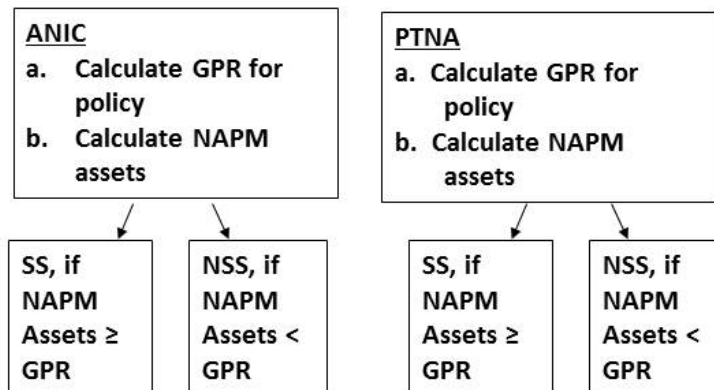 ANIC
a. Calculate GPR for
policy
b. Calculate NAPM
assets
PTNA
a. Calculate GPR for
policy
b. Calculate NAPM
assets
SS, if
NAPM
Assets ≥
GPR
NSS, if
NAPM
Assets <
GPR
SS, if
NAPM
Assets ≥
GPR
NSS, if
NAPM
Assets <
GPR